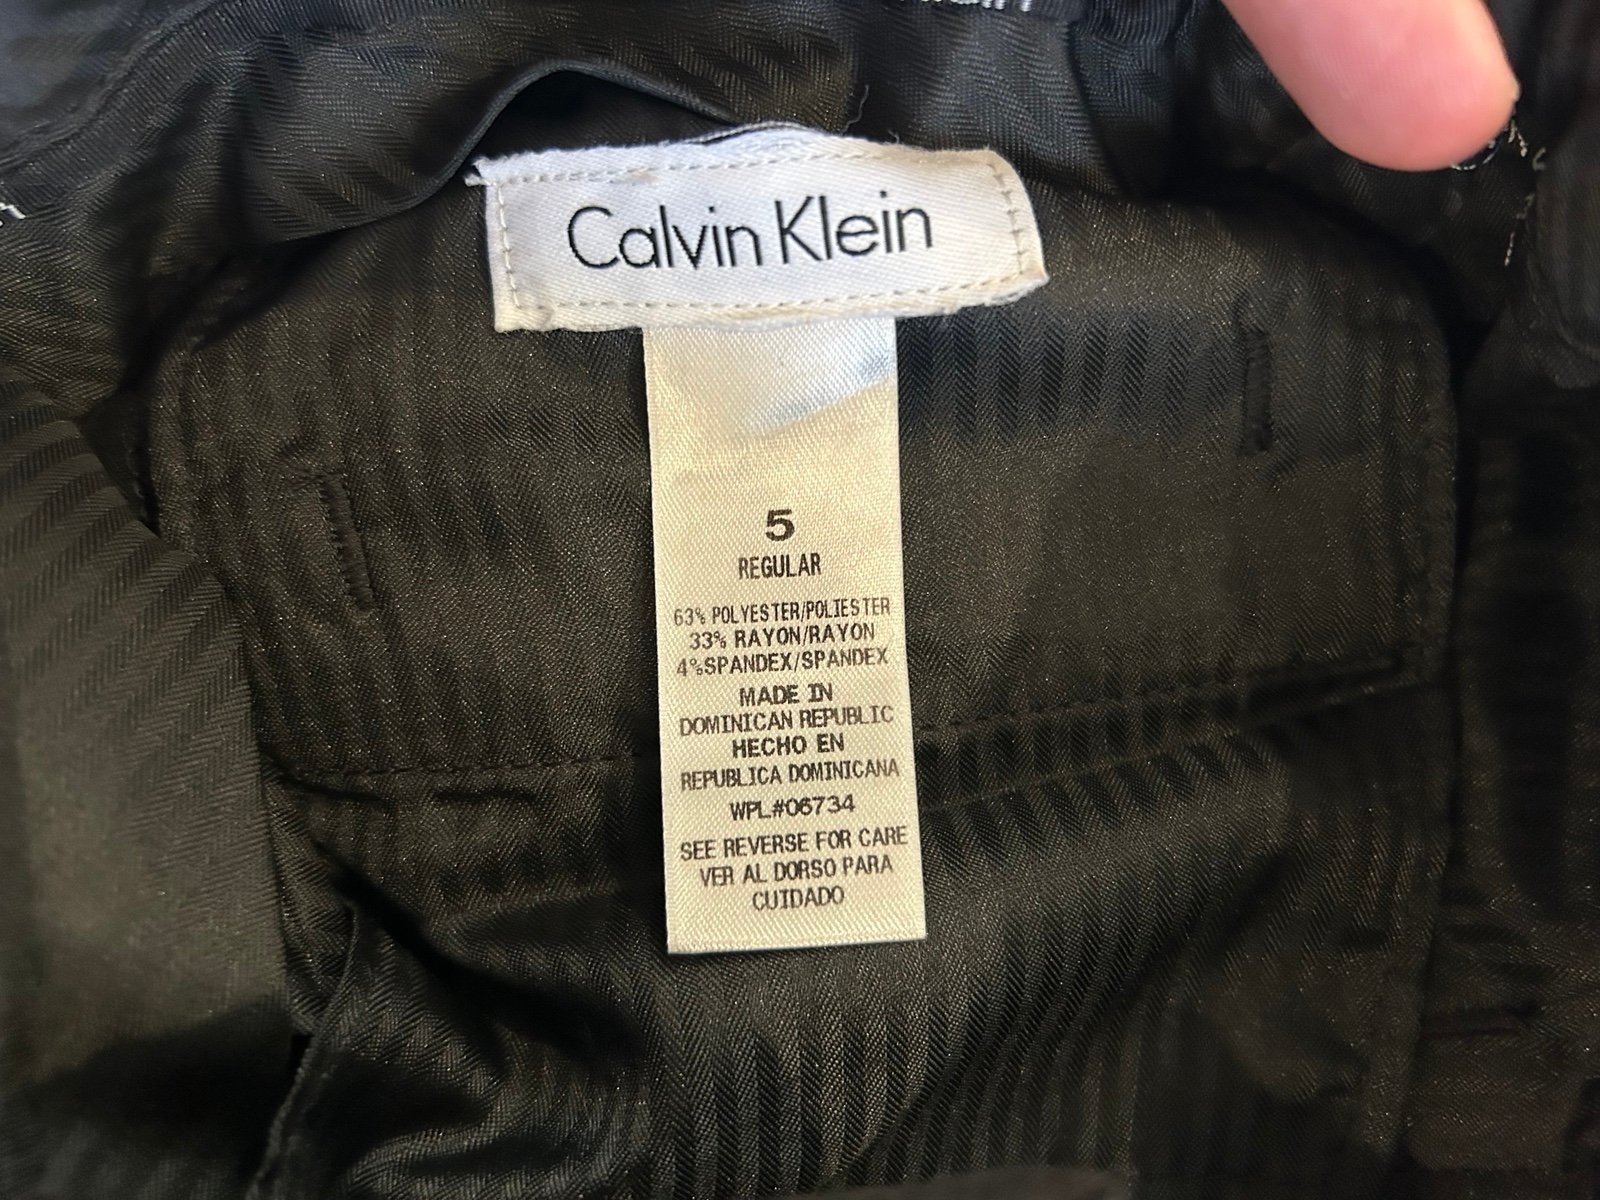 Calvin Klein
5
REGULAR
63% POLYESTER/POLIESTER
33% RAYON/RAYON
4%SPANDEX/SPANDEX
MADE IN
DOMINICAN REPUBLIC
HECHO EN
REPUBLICA DOMINICANA
WPL#06734
SEE REVERSE FOR CARE
VER AL DORSO PARA
CUIDADO